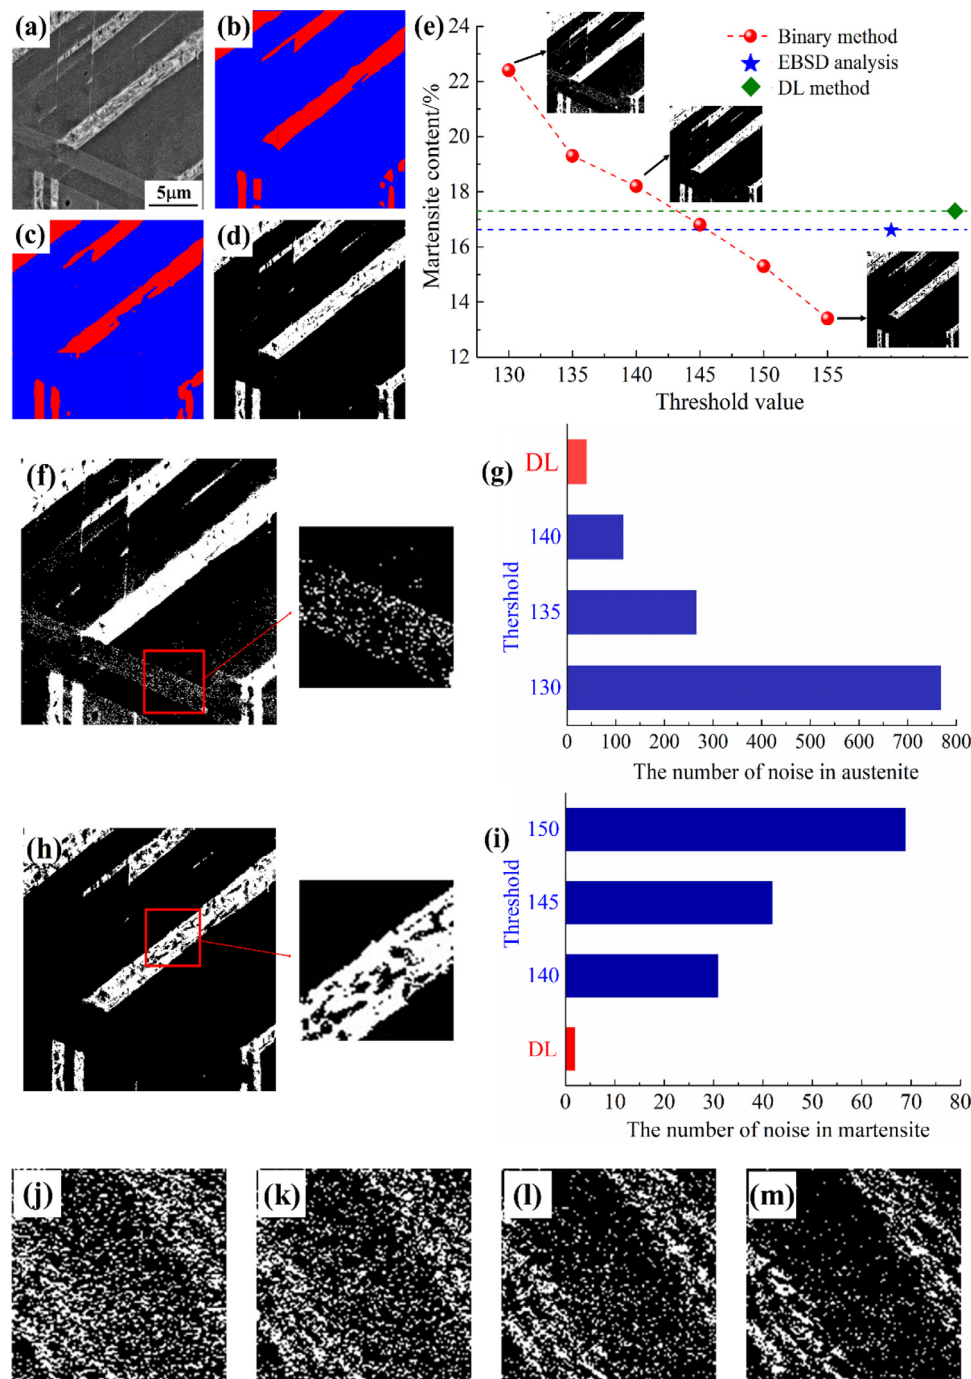 (a)
5μm
(b)
(c)
(d)
(e)
Martensite content/%
24
22
20
18
16
14
12
Binary method
EBSD analysis
DL method
130 135 140 145 150 155
Threshold value
(f)
(g)
Thershold
DL
140
135
130
0 100 200 300 400 500 600 700 800
The number of noise in austenite
(h)
(i)
Threshold
150
145
140
DL
0 10 20 30 40 50 60 70 80
The number of noise in martensite
(j)
(k)
(l)
(m)